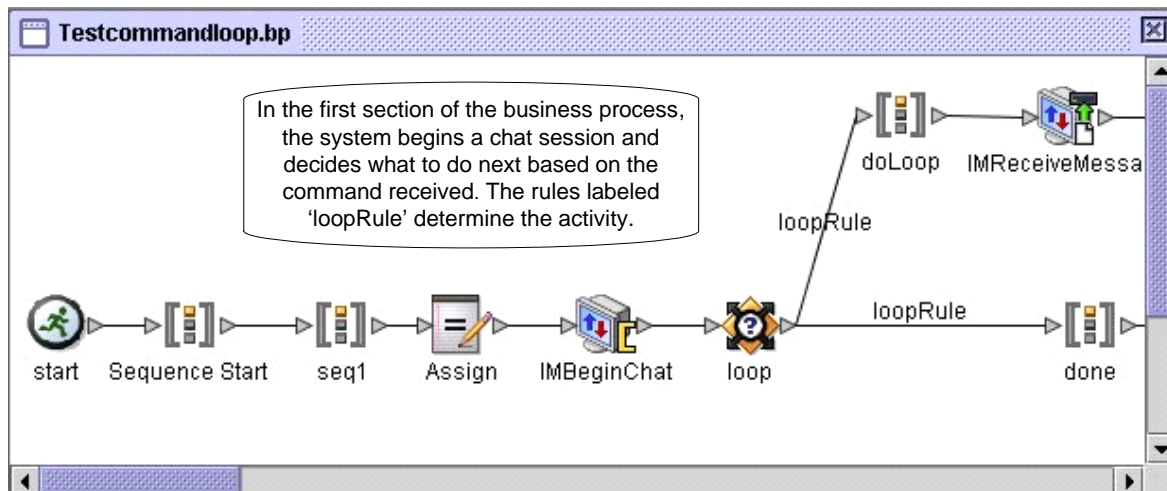 Testcommandloop.bp
In the first section of the business process,
the system begins a chat session and
decides what to do next based on the
command received. The rules labeled
‘loopRule’ determine the activity.
doLoop
IMReceiveMessa
loopRule
loopRule
start
Sequence Start
seq1
Assign
IMBeginChat
loop
done